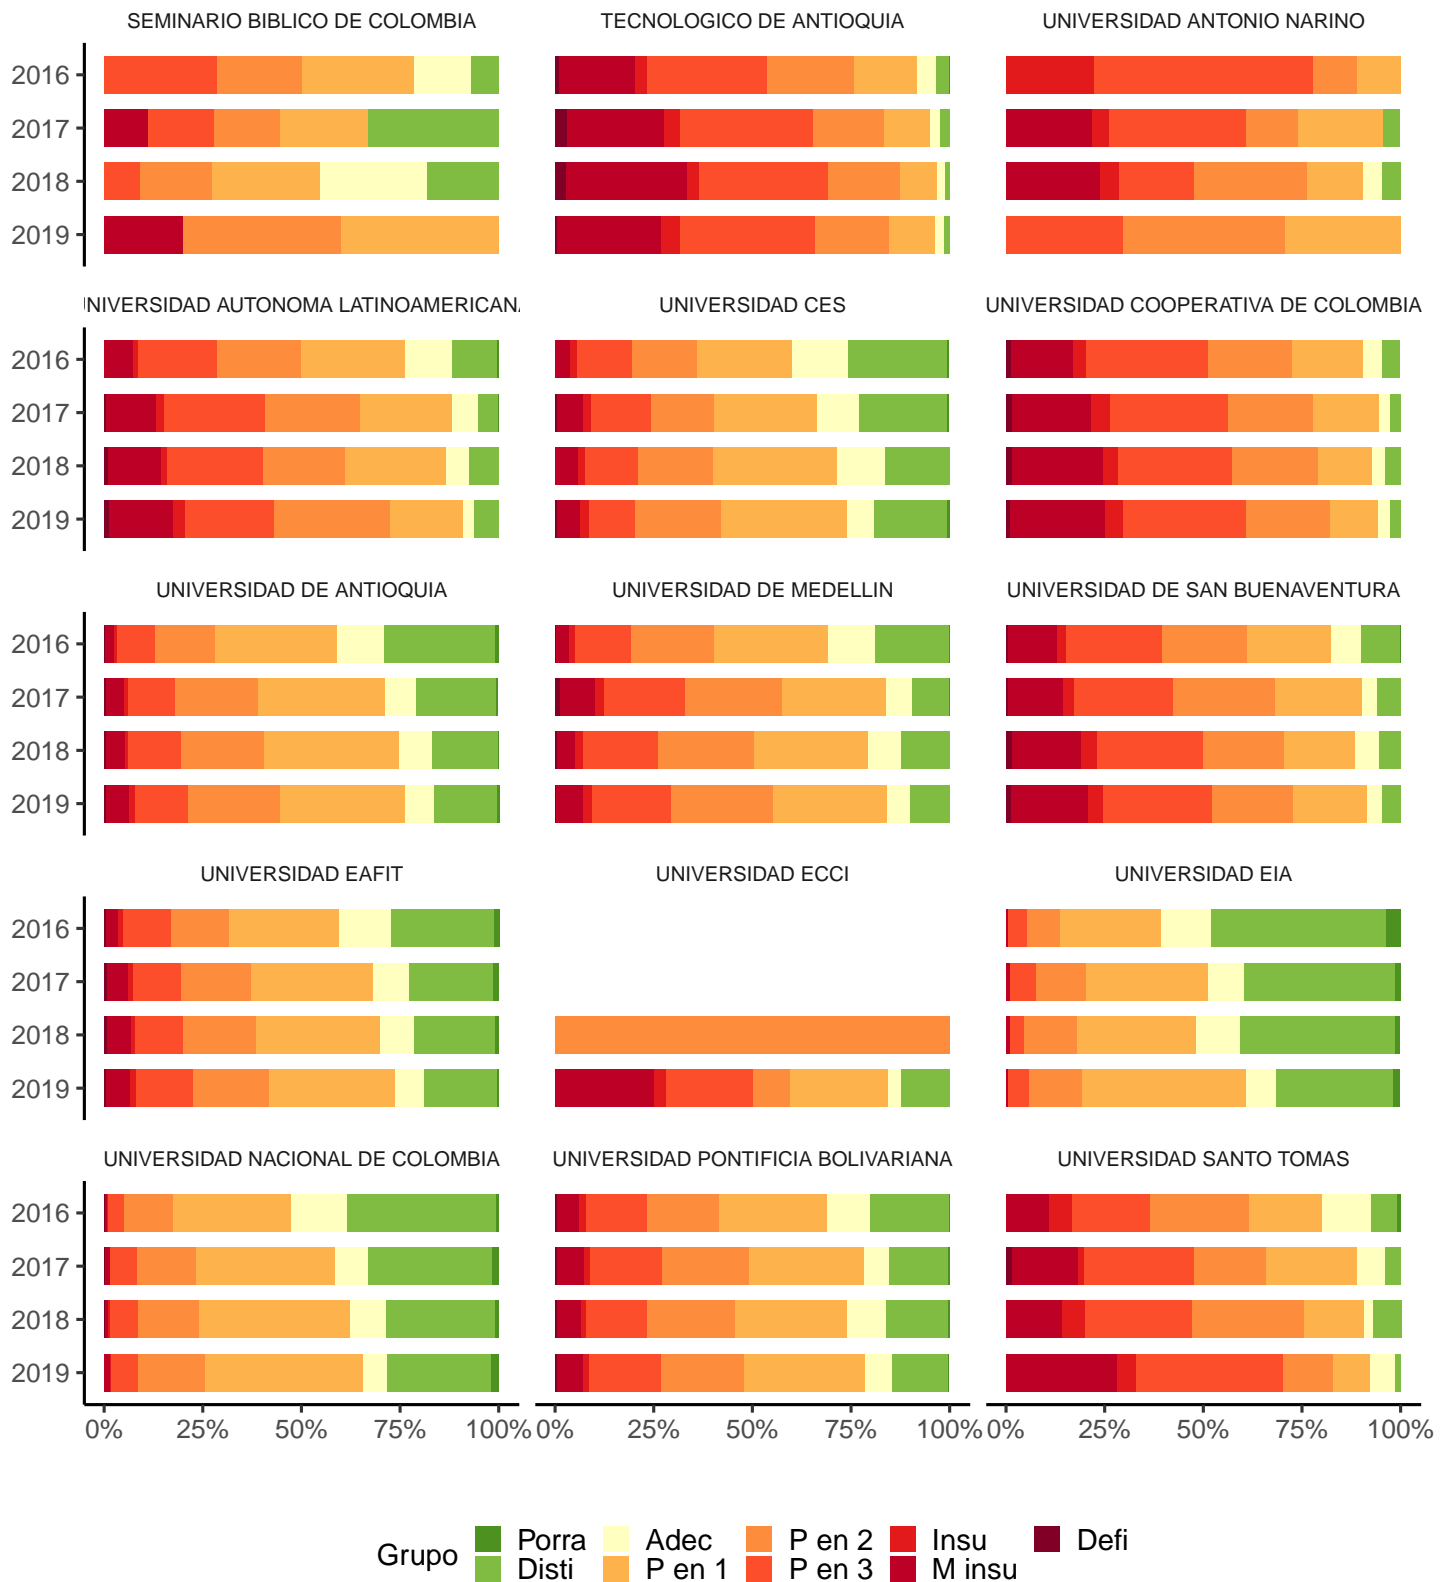 SEMINARIO BIBLICO DE COLOMBIA TECNOLOGICO DE ANTIOQUIA UNIVERSIDAD ANTONIO NARINO
2016
2017
2018
2019
NIVERSIDAD AUTONOMA LATINOAMERICAN UNIVERSIDAD CES UNIVERSIDAD COOPERATIVA DE COLOMBIA
2016
2017
2018
2019
UNIVERSIDAD DE ANTIOQUIA UNIVERSIDAD DE MEDELLIN UNIVERSIDAD DE SAN BUENAVENTURA
2016
2017
2018
2019
UNIVERSIDAD EAFIT UNIVERSIDAD ECCI UNIVERSIDAD EIA
2016
2017
2018
2019
UNIVERSIDAD NACIONAL DE COLOMBIA UNIVERSIDAD PONTIFICIA BOLIVARIANA UNIVERSIDAD SANTO TOMAS
2016
2017
2018
2019
0% 25% 50% 75% 100% 0% 25% 50% 75% 100% 0% 25% 50% 75% 100%
Grupo
Porra Adec P en 2 Insu Defi
Disti P en 1 P en 3 M insu